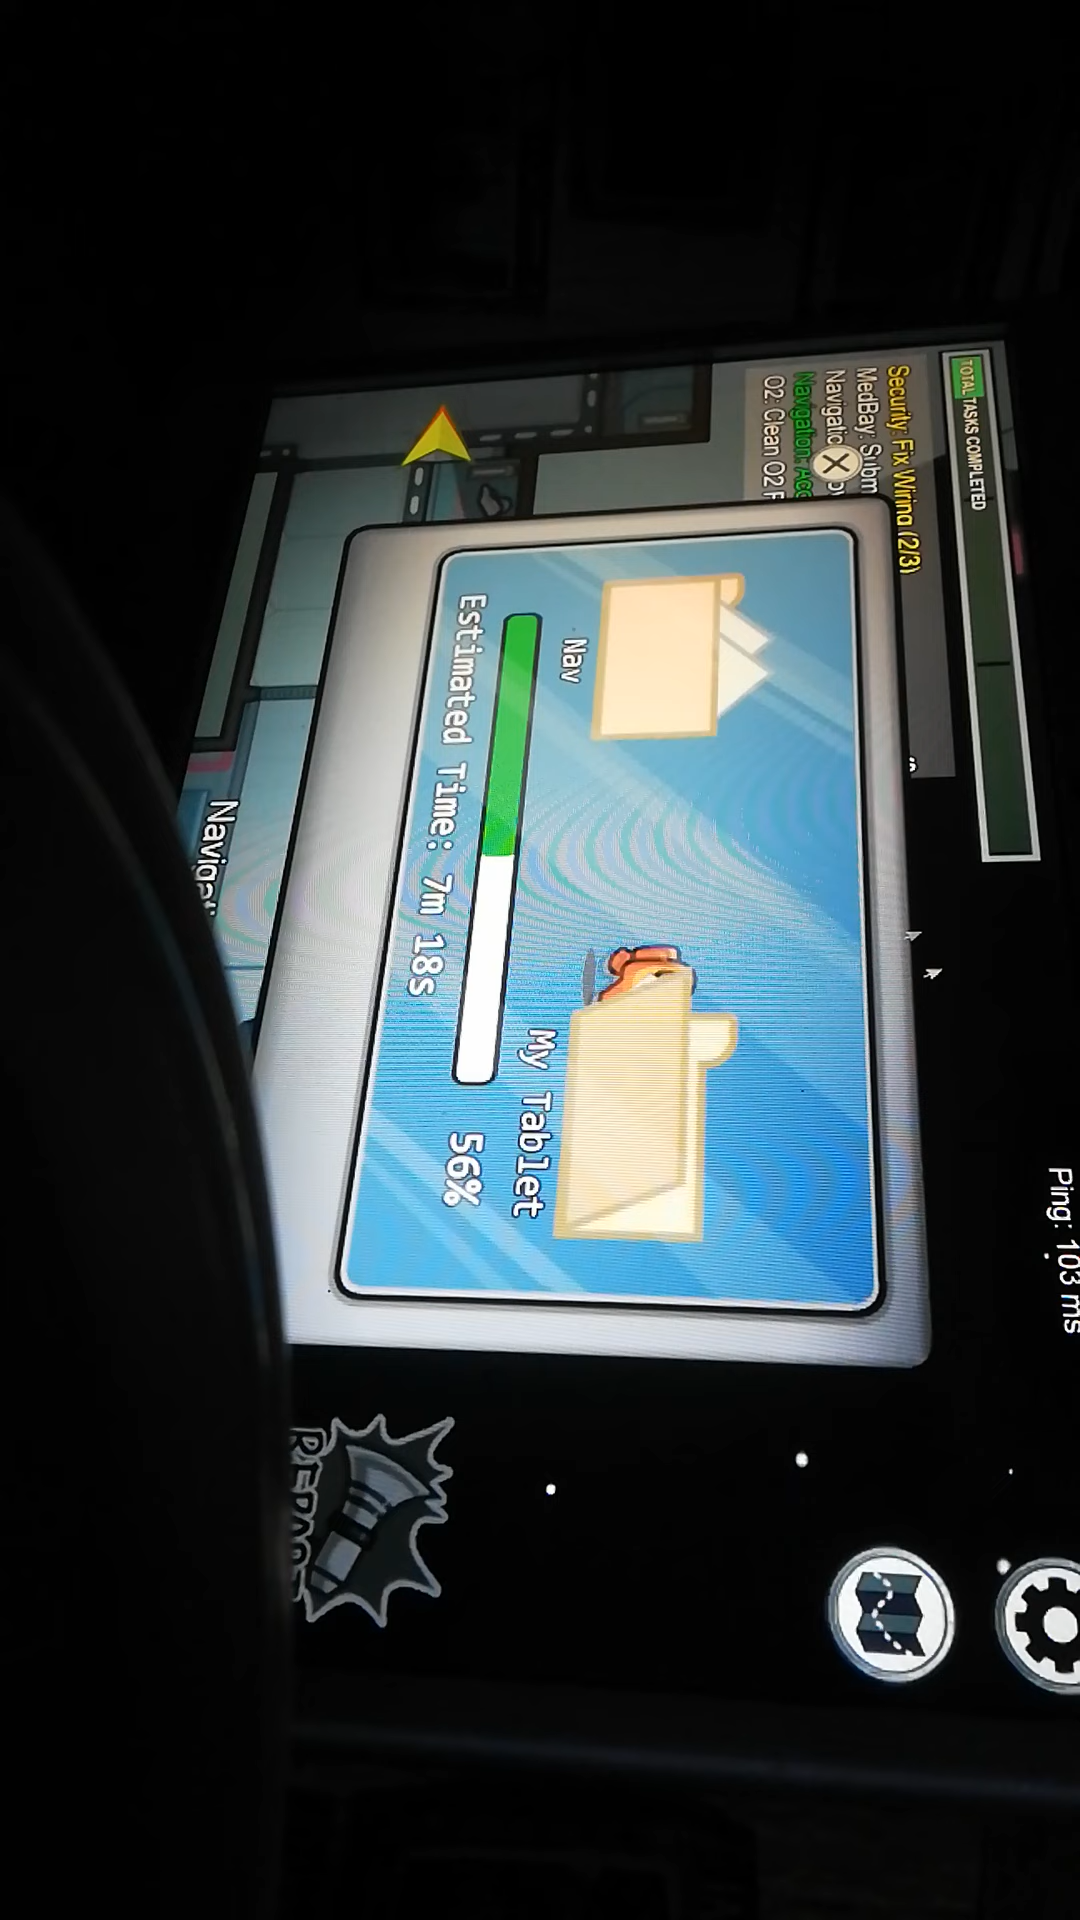 TOTAL TASKS COMPLETED
Security: Fix Wiring (2/3)
MedBay: Subm
Navigatio
Navigation: Acc
O2: Clean O2 F
Ping: 103 ms
Nav
My Tablet
56%
Estimated Time: 7m 18s
REPORT